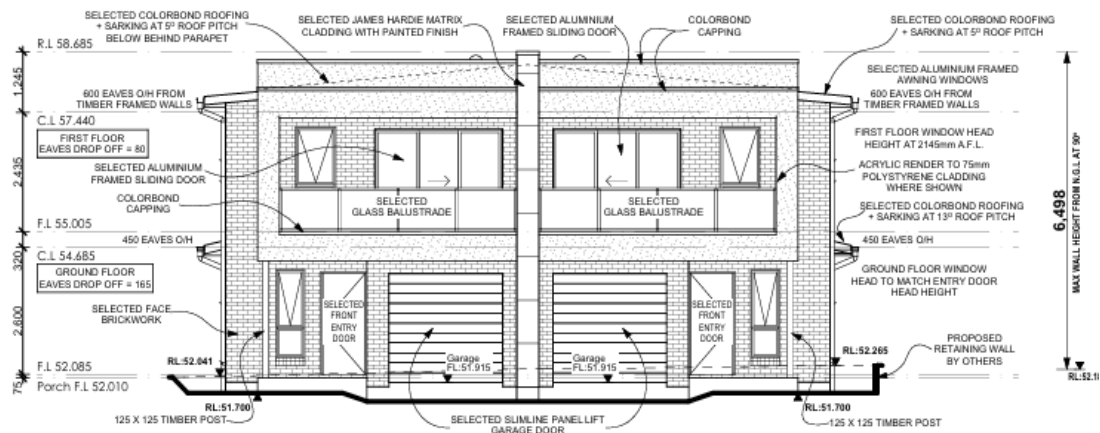 SELECTED COLORBOND ROOFING
+ SARKING AT 5º ROOF PITCH
BELOW BEHIND PARAPET
SELECTED JAMES HARDIE MATRIX
CLADDING WITH PAINTED FINISH
SELECTED ALUMINIUM
FRAMED SLIDING DOOR
COLORBOND
CAPPING
SELECTED COLORBOND ROOFING
+ SARKING AT 5º ROOF PITCH
R.L 58.685
1.245
600 EAVES O/H FROM
TIMBER FRAMED WALLS
SELECTED ALUMINIUM FRAMED
AWNING WINDOWS
600 EAVES O/H FROM
TIMBER FRAMED WALLS
C.L 57.440
FIRST FLOOR
EAVES DROP OFF = 80
2.435
SELECTED ALUMINIUM
FRAMED SLIDING DOOR
COLORBOND
CAPPING
F.L 55.005
SELECTED
GLASS BALUSTRADE
SELECTED
GLASS BALUSTRADE
FIRST FLOOR WINDOW HEAD
HEIGHT AT 2145mm A.F.L.
ACRYLIC RENDER TO 75mm
POLYSTYRENE CLADDING
WHERE SHOWN
SELECTED COLORBOND ROOFING
+ SARKING AT 13º ROOF PITCH
6,498
MAX WALL HEIGHT FROM N.G.L AT 90º
450 EAVES O/H
450 EAVES O/H
320
C.L 54.685
GROUND FLOOR
EAVES DROP OFF = 165
2.600
SELECTED FACE
BRICKWORK
SELECTED
FRONT
ENTRY
DOOR
SELECTED
FRONT
ENTRY
DOOR
GROUND FLOOR WINDOW
HEAD TO MATCH ENTRY DOOR
HEAD HEIGHT
PROPOSED
RETAINING WALL
BY OTHERS
RL:52.041
RL:52.265
Garage
FL:51.915
Garage
FL:51.915
F.L 52.085
75
Porch F.L 52.010
RL:51.700
RL:51.700
125 X 125 TIMBER POST
SELECTED SLIMLINE PANEL LIFT
GARAGE DOOR
125 X 125 TIMBER POST